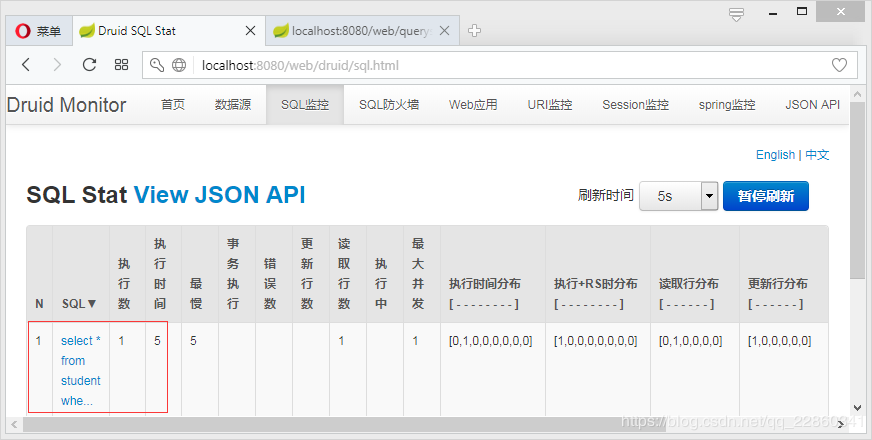 菜单
Druid SQL Stat
localhost:8080/web/query
localhost:8080/web/druid/sql.html
Druid Monitor 首页 数据源 SQL监控 SQL防火墙 Web应用 URI监控 Session监控 spring监控 JSON API
English | 中文
SQL Stat View JSON API
刷新时间 5s 暂停刷新
N SQL▼ 执行数 执行时间 最慢 事务执行 错误数 更新行数 读取行数 执行中 最大并发 执行时间分布 [ - - - - - - - - ] 执行+RS时分布 [ - - - - - - - - ] 读取行分布 [ - - - - - - ] 更新行分布 [ - - - - - - ]
1 select * from student whe... 1 5 5 1 1 [0,1,0,0,0,0,0,0] [1,0,0,0,0,0,0,0] [0,1,0,0,0,0] [1,0,0,0,0,0]
https://blog.csdn.net/qq_22860341